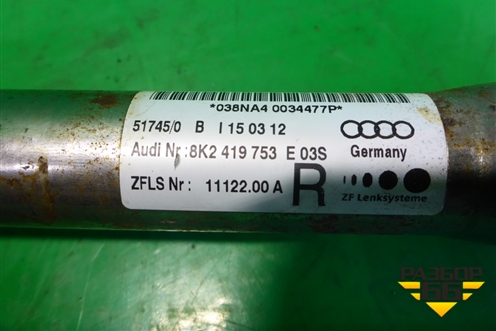 *038NA4 0034477P*
51745/0 B I 15 03 12
Audi Nr: 8K2 419 753 E 03S Germany
ZFLS Nr: 11122.00 A R
ZF Lenksysteme
РАЗБОР
66